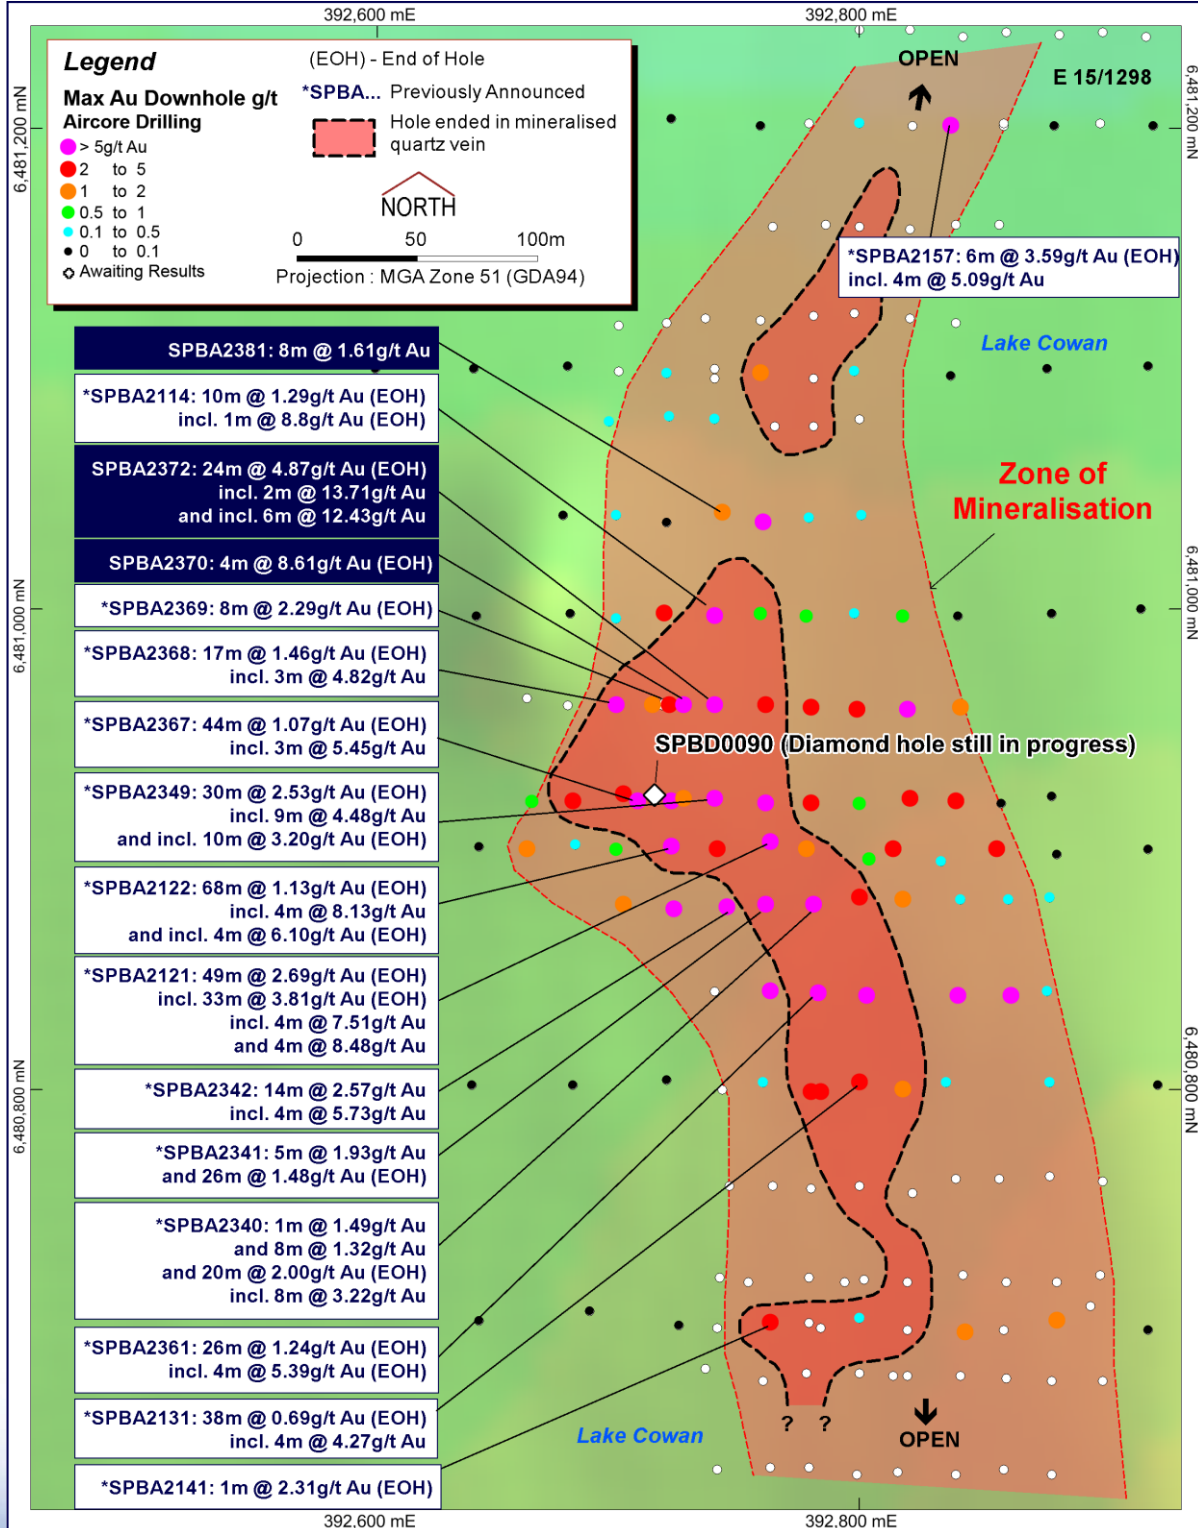 392,600 mE
392,800 mE
Legend
(EOH) - End of Hole
*SPBA... Previously Announced
Max Au Downhole g/t
Aircore Drilling
Hole ended in mineralised
quartz vein
> 5g/t Au
2 to 5
1 to 2
0.5 to 1
0.1 to 0.5
0 to 0.1
Awaiting Results
NORTH
0 50 100m
Projection : MGA Zone 51 (GDA94)
OPEN
E 15/1298
6,481,200 mN
6,481,200 mN
*SPBA2157: 6m @ 3.59g/t Au (EOH)
incl. 4m @ 5.09g/t Au
Lake Cowan
SPBA2381: 8m @ 1.61g/t Au
*SPBA2114: 10m @ 1.29g/t Au (EOH)
incl. 1m @ 8.8g/t Au (EOH)
SPBA2372: 24m @ 4.87g/t Au (EOH)
incl. 2m @ 13.71g/t Au
and incl. 6m @ 12.43g/t Au
Zone of
Mineralisation
SPBA2370: 4m @ 8.61g/t Au (EOH)
*SPBA2369: 8m @ 2.29g/t Au (EOH)
6,481,000 mN
6,481,000 mN
*SPBA2368: 17m @ 1.46g/t Au (EOH)
incl. 3m @ 4.82g/t Au
*SPBA2367: 44m @ 1.07g/t Au (EOH)
incl. 3m @ 5.45g/t Au
SPBD0090 (Diamond hole still in progress)
*SPBA2349: 30m @ 2.53g/t Au (EOH)
incl. 9m @ 4.48g/t Au
and incl. 10m @ 3.20g/t Au (EOH)
*SPBA2122: 68m @ 1.13g/t Au (EOH)
incl. 4m @ 8.13g/t Au
and incl. 4m @ 6.10g/t Au (EOH)
*SPBA2121: 49m @ 2.69g/t Au (EOH)
incl. 33m @ 3.81g/t Au (EOH)
incl. 4m @ 7.51g/t Au
and 4m @ 8.48g/t Au
*SPBA2342: 14m @ 2.57g/t Au
incl. 4m @ 5.73g/t Au
6,480,800 mN
6,480,800 mN
*SPBA2341: 5m @ 1.93g/t Au
and 26m @ 1.48g/t Au (EOH)
*SPBA2340: 1m @ 1.49g/t Au
and 8m @ 1.32g/t Au
and 20m @ 2.00g/t Au (EOH)
incl. 8m @ 3.22g/t Au
*SPBA2361: 26m @ 1.24g/t Au (EOH)
incl. 4m @ 5.39g/t Au
*SPBA2131: 38m @ 0.69g/t Au (EOH)
incl. 4m @ 4.27g/t Au
*SPBA2141: 1m @ 2.31g/t Au (EOH)
? ?
Lake Cowan
OPEN
392,600 mE
392,800 mE